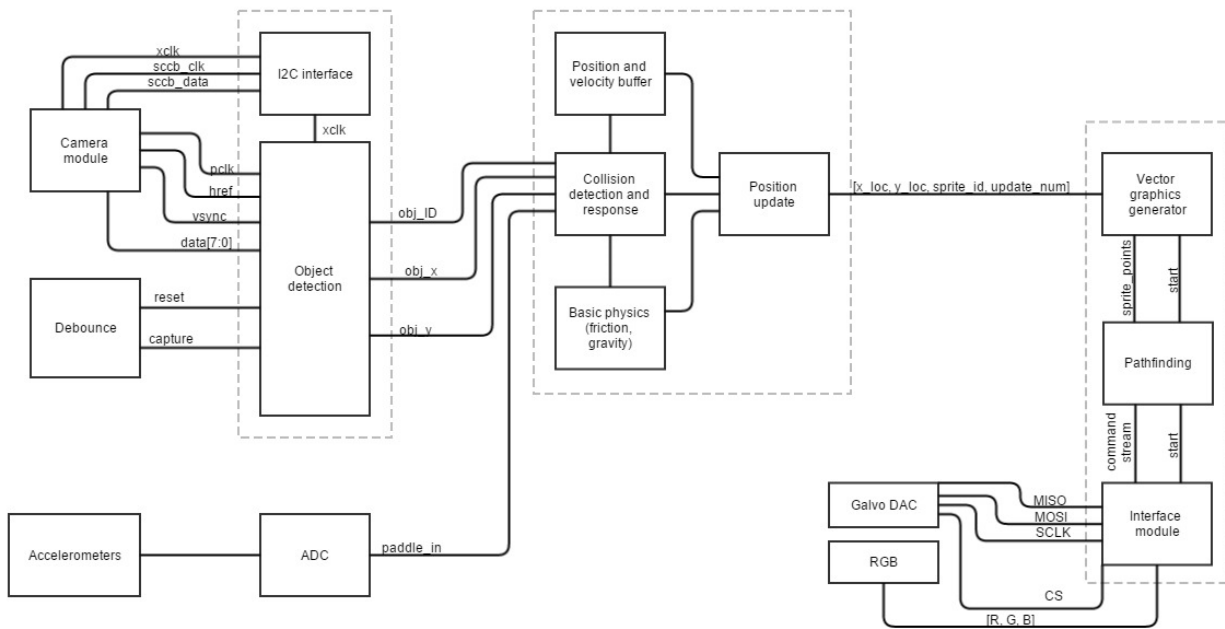 xclk
sccb_clk
sccb_data
I2C interface
xclk
Camera
module
pclk
href
vsync
data[7:0]
Object
detection
Debounce
reset
capture
obj_ID
obj_x
obj_y
Accelerometers
ADC
paddle_in
Position and
velocity buffer
Collision
detection and
response
Basic physics
(friction,
gravity)
Position
update
[x_loc, y_loc, sprite_id, update_num]
Vector
graphics
generator
sprite_points
start
Pathfinding
command
stream
start
Galvo DAC
MISO
MOSI
SCLK
Interface
module
RGB
CS
[R, G, B]